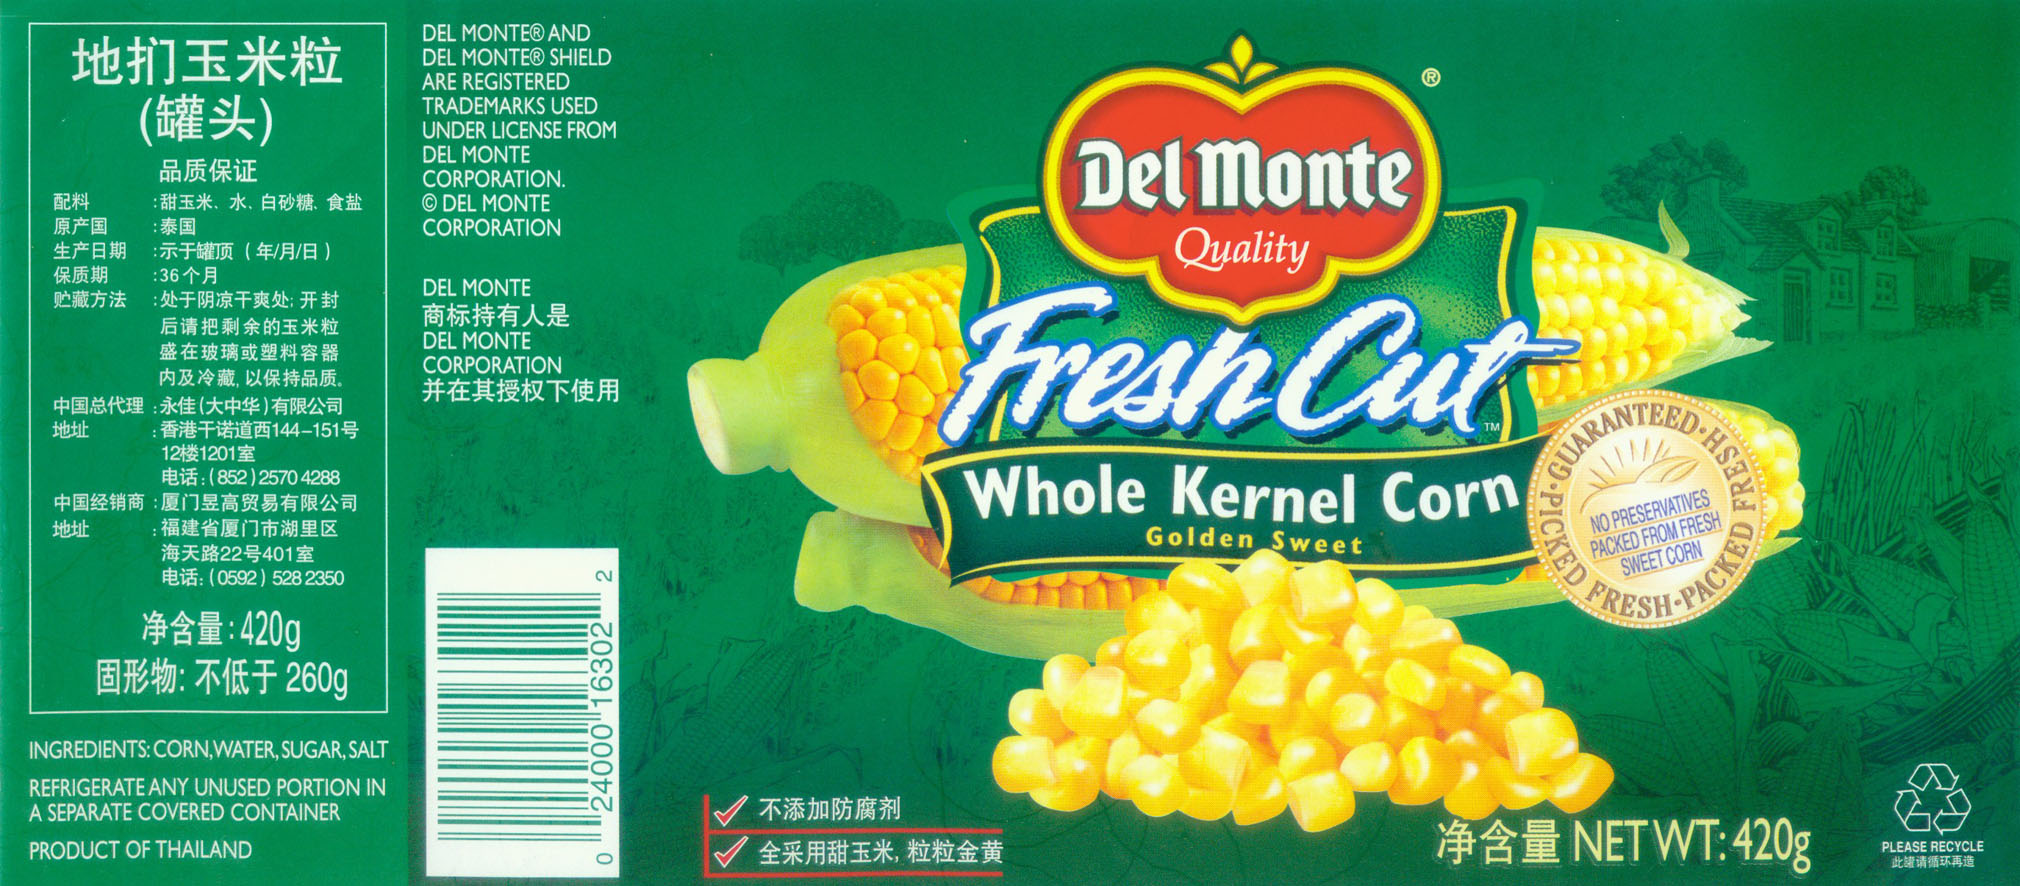 地扪玉米粒
(罐头)
品质保证
配料 :甜玉米、水、白砂糖、食盐
原产国 :泰国
生产日期 :示于罐顶 (年/月/日)
保质期 :36个月
贮藏方法 :处于阴凉干爽处;开封
后请把剩余的玉米粒
盛在玻璃或塑料容器
内及冷藏,以保持品质。
中国总代理 :永佳(大中华)有限公司
地址 :香港干诺道西144-151号
12楼1201室
电话:(852)2570 4288
中国经销商 :厦门昱高贸易有限公司
地址 :福建省厦门市湖里区
海天路22号401室
电话:(0592) 528 2350
净含量:420g
固形物:不低于 260g
INGREDIENTS: CORN, WATER, SUGAR, SALT
REFRIGERATE ANY UNUSED PORTION IN
A SEPARATE COVERED CONTAINER
PRODUCT OF THAILAND
DEL MONTE® AND
DEL MONTE® SHIELD
ARE REGISTERED
TRADEMARKS USED
UNDER LICENSE FROM
DEL MONTE
CORPORATION.
© DEL MONTE
CORPORATION
DEL MONTE
商标持有人是
DEL MONTE
CORPORATION
并在其授权下使用
0 24000 16302 2
®
Del Monte
Quality
Fresh Cut™
Whole Kernel Corn
Golden Sweet
GUARANTEED · FRESH PICKED · FRESH-PACKED
NO PRESERVATIVES
PACKED FROM FRESH
SWEET CORN
不添加防腐剂
全采用甜玉米,粒粒金黄
净含量 NET WT: 420g
PLEASE RECYCLE
此罐请循环再造